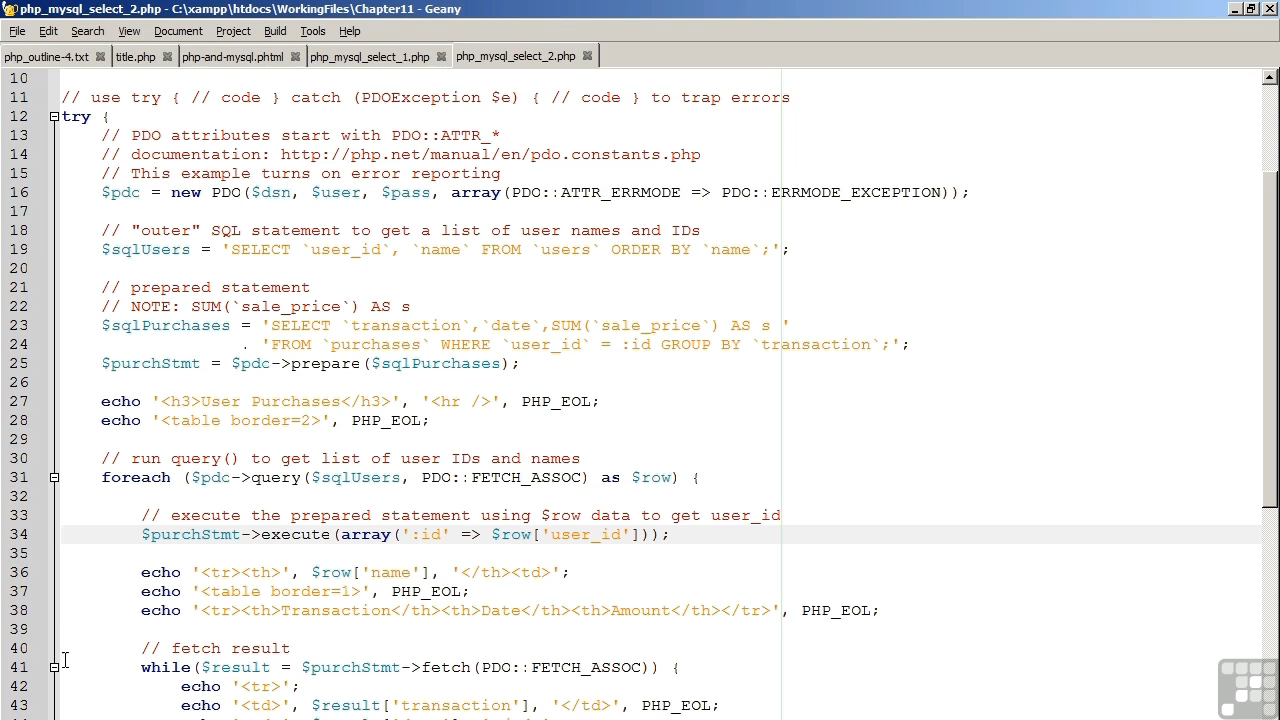 php_mysql_select_2.php - C:\xampp\htdocs\WorkingFiles\Chapter11 - Geany
File Edit Search View Document Project Build Tools Help
php_outline-4.txt title.php php-and-mysql.phtml php_mysql_select_1.php php_mysql_select_2.php
10
11 // use try { // code } catch (PDOException $e) { // code } to trap errors
12 try {
13 // PDO attributes start with PDO::ATTR_*
14 // documentation: http://php.net/manual/en/pdo.constants.php
15 // This example turns on error reporting
16 $pdc = new PDO($dsn, $user, $pass, array(PDO::ATTR_ERRMODE => PDO::ERRMODE_EXCEPTION));
17
18 // "outer" SQL statement to get a list of user names and IDs
19 $sqlUsers = 'SELECT `user_id`, `name` FROM `users` ORDER BY `name`;';
20
21 // prepared statement
22 // NOTE: SUM(`sale_price`) AS s
23 $sqlPurchases = 'SELECT `transaction`,`date`,SUM(`sale_price`) AS s '
24 . 'FROM `purchases` WHERE `user_id` = :id GROUP BY `transaction`;';
25 $purchStmt = $pdc->prepare($sqlPurchases);
26
27 echo '<h3>User Purchases</h3>', '<hr />', PHP_EOL;
28 echo '<table border=2>', PHP_EOL;
29
30 // run query() to get list of user IDs and names
31 foreach ($pdc->query($sqlUsers, PDO::FETCH_ASSOC) as $row) {
32
33 // execute the prepared statement using $row data to get user_id
34 $purchStmt->execute(array(':id' => $row['user_id']));
35
36 echo '<tr><th>', $row['name'], '</th><td>';
37 echo '<table border=1>', PHP_EOL;
38 echo '<tr><th>Transaction</th><th>Date</th><th>Amount</th></tr>', PHP_EOL;
39
40 // fetch result
41 while($result = $purchStmt->fetch(PDO::FETCH_ASSOC)) {
42 echo '<tr>';
43 echo '<td>', $result['transaction'], '</td>', PHP_EOL;